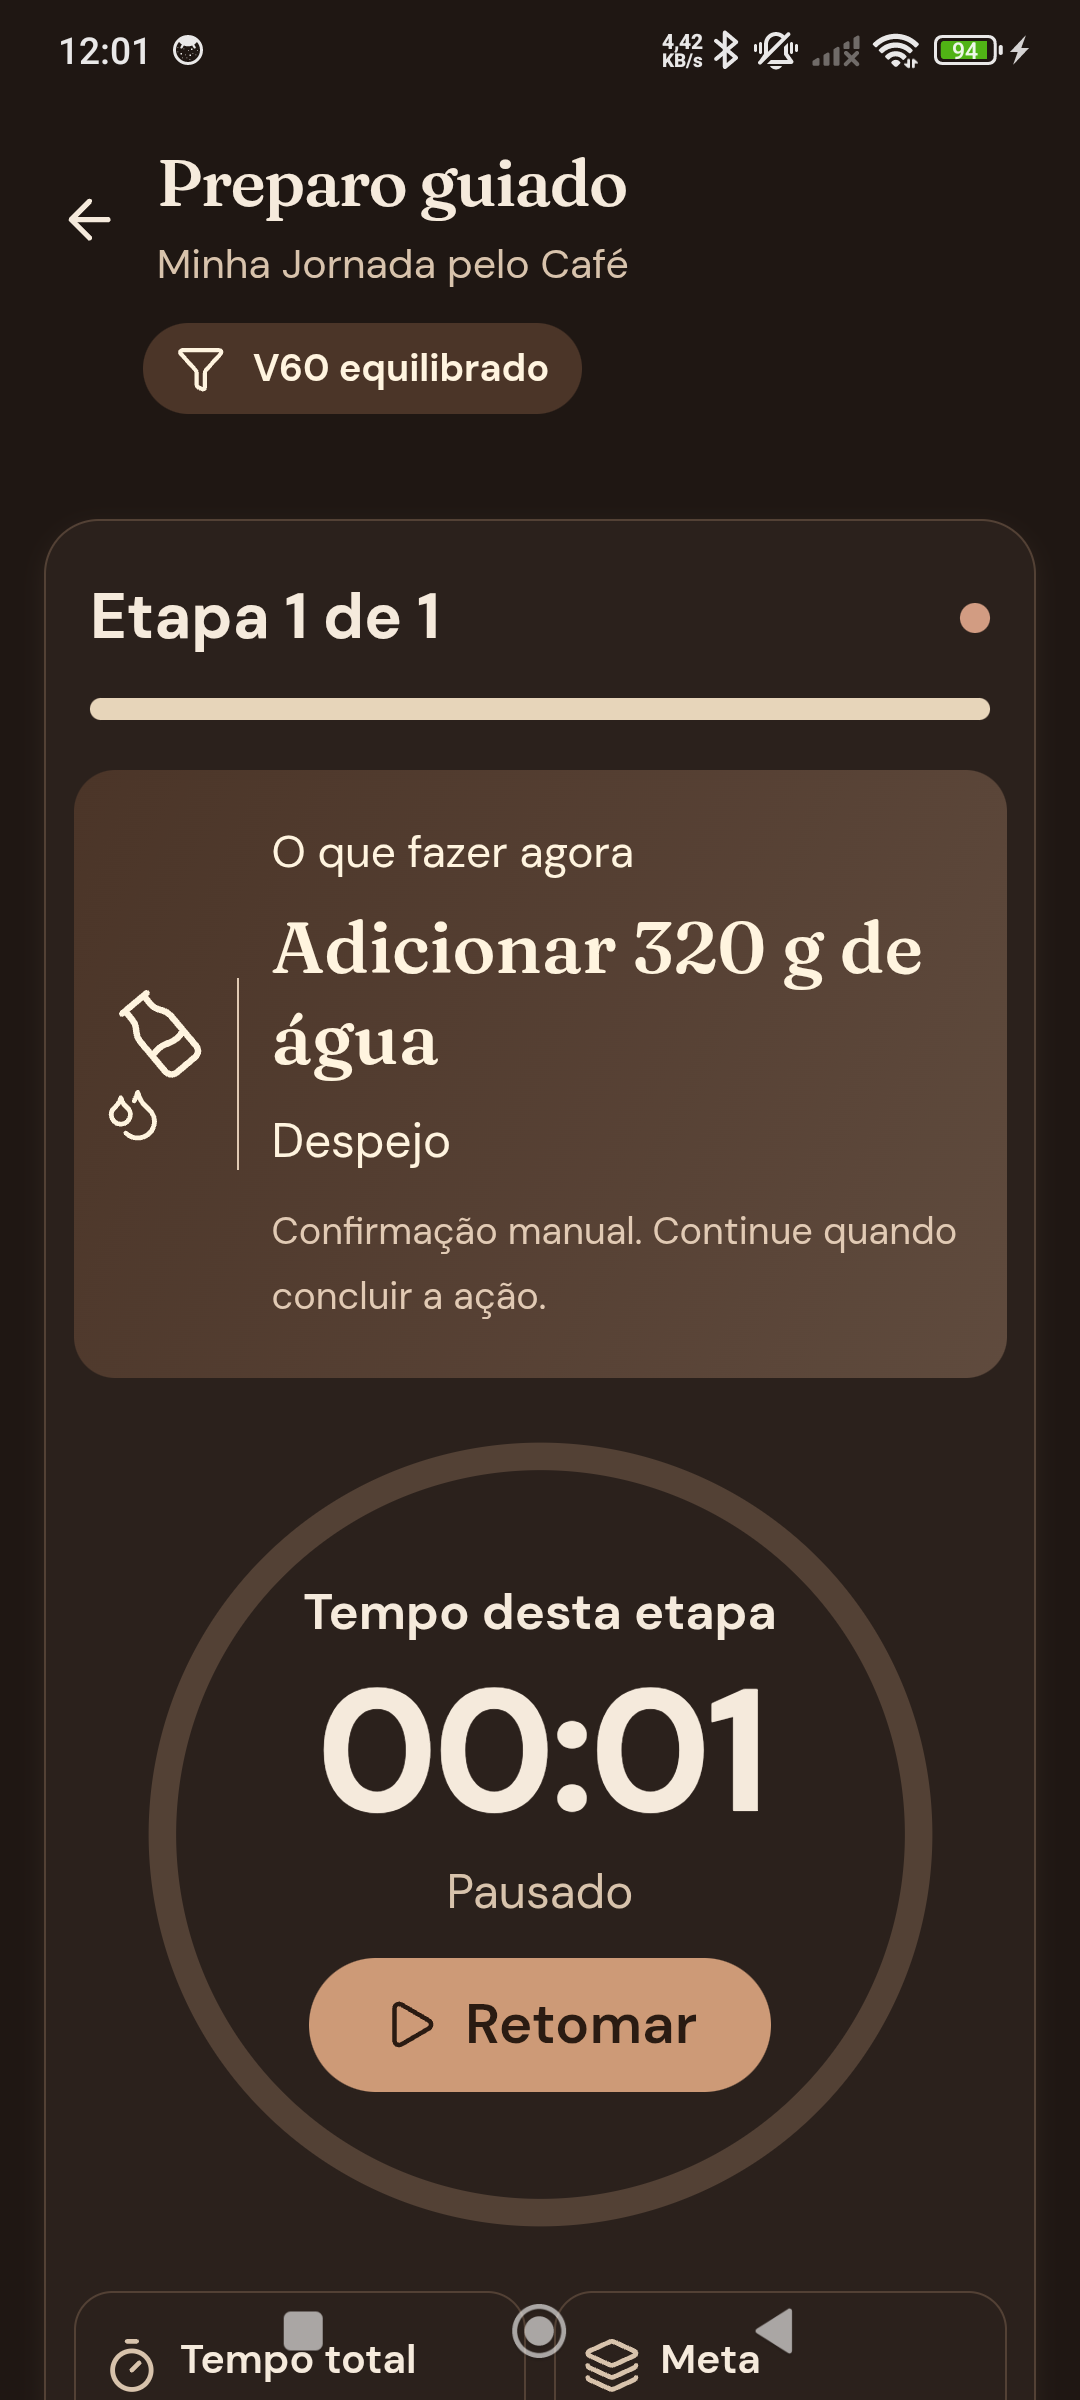 12:01
4,42
KB/s
94
Preparo guiado
Minha Jornada pelo Café
V60 equilibrado
Etapa 1 de 1
O que fazer agora
Adicionar 320 g de
água
Despejo
Confirmação manual. Continue quando
concluir a ação.
Tempo desta etapa
00:01
Pausado
Retomar
Tempo total
Meta